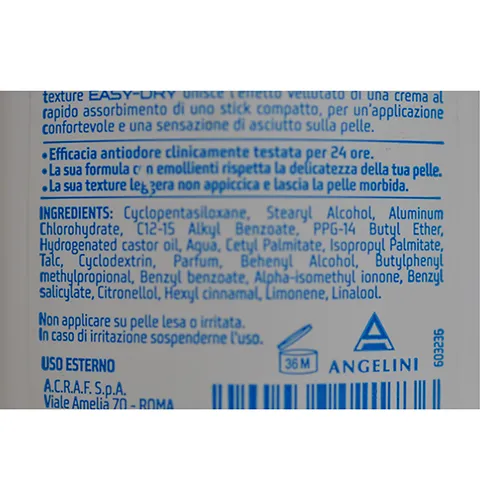 texture EASY-DRY unisce l'effetto vellutato di una crema al
rapido assorbimento di uno stick compatto, per un'applicazione
confortevole e una sensazione di asciutto sulla pelle.
• Efficacia antiodore clinicamente testata per 24 ore.
• La sua formula con emollienti rispetta la delicatezza della tua pelle.
• La sua texture leggera non appiccica e lascia la pelle morbida.
INGREDIENTS: Cyclopentasiloxane, Stearyl Alcohol, Aluminum
Chlorohydrate, C12-15 Alkyl Benzoate, PPG-14 Butyl Ether,
Hydrogenated castor oil, Aqua, Cetyl Palmitate, Isopropyl Palmitate,
Talc, Cyclodextrin, Parfum, Behenyl Alcohol, Butylphenyl
methylpropional, Benzyl benzoate, Alpha-isomethyl ionone, Benzyl
salicylate, Citronellol, Hexyl cinnamal, Limonene, Linalool.
Non applicare su pelle lesa o irritata.
In caso di irritazione sospenderne l'uso.
USO ESTERNO
A.C.R.A.F. S.p.A.
Viale Amelia 70 - ROMA
36 M
ANGELINI
603236